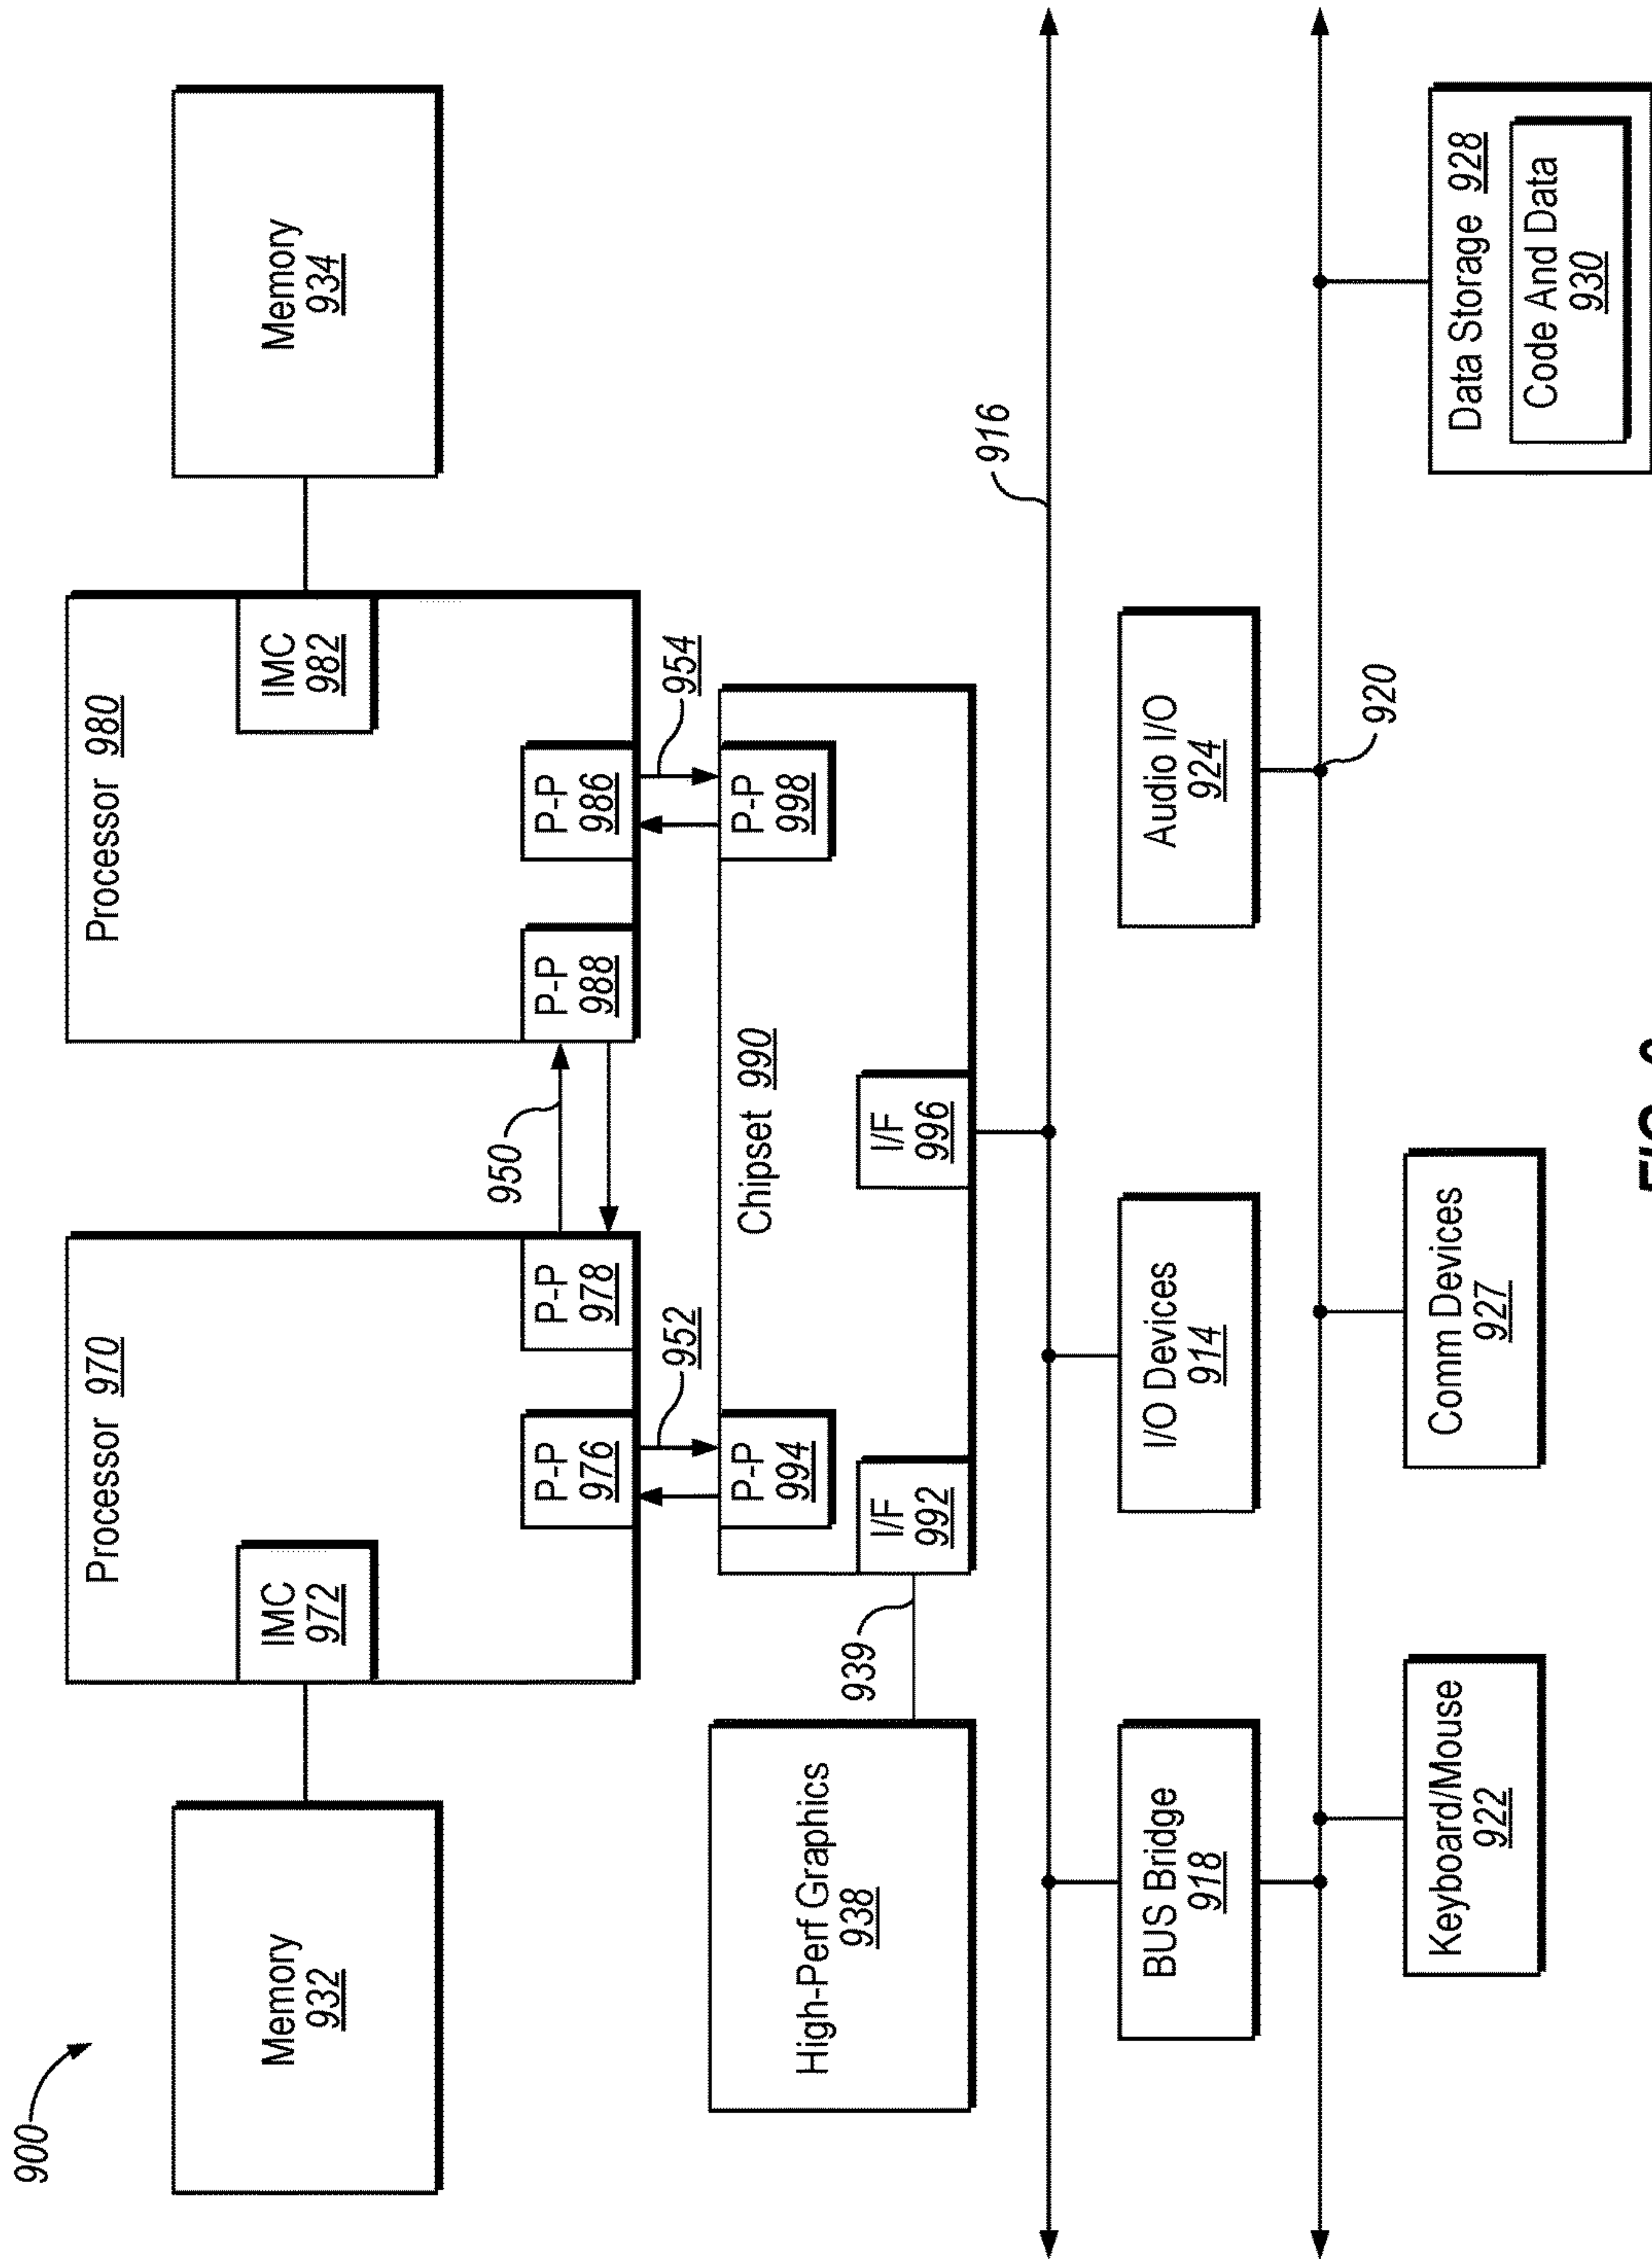 900
Memory
932
IMC
972
Processor 970
P-P
976
P-P
978
950
952
Processor 980
IMC
982
P-P
988
P-P
986
954
Memory
934
High-Perf Graphics
938
939
Chipset 990
P-P
994
P-P
998
I/F
992
I/F
996
916
BUS Bridge
918
I/O Devices
914
Audio I/O
924
920
Keyboard/Mouse
922
Comm Devices
927
Data Storage 928
Code And Data
930